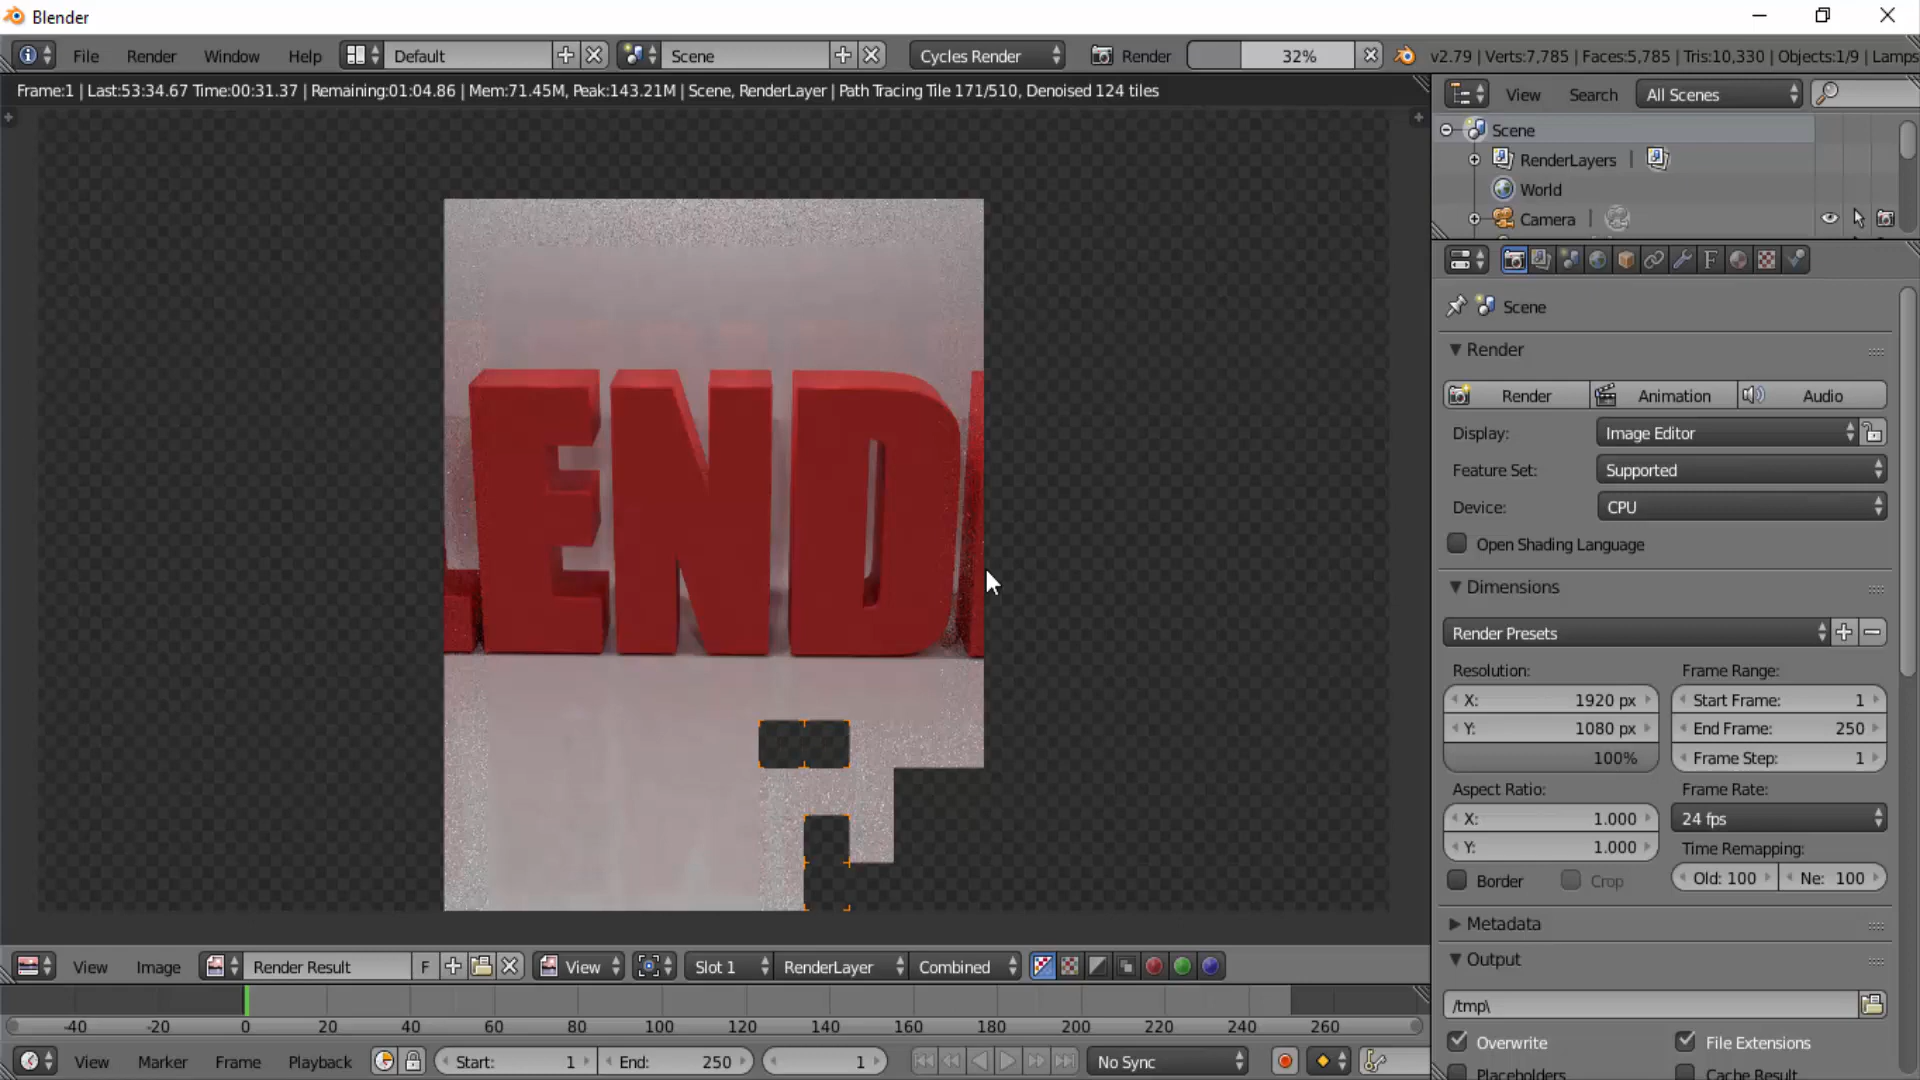 Blender
File Render Window Help Default Scene Cycles Render Render 32% v2.79 | Verts:7,785 | Faces:5,785 | Tris:10,330 | Objects:1/9 | Lamps
Frame:1 | Last:53:34.67 Time:00:31.37 | Remaining:01:04.86 | Mem:71.45M, Peak:143.21M | Scene, RenderLayer | Path Tracing Tile 171/510, Denoised 124 tiles
View Search All Scenes
Scene
RenderLayers |
World
Camera |
Scene
Render
Render Animation Audio
Display: Image Editor
Feature Set: Supported
Device: CPU
Open Shading Language
Dimensions
Render Presets
Resolution: Frame Range:
X: 1920 px Start Frame: 1
Y: 1080 px End Frame: 250
100% Frame Step: 1
Aspect Ratio: Frame Rate:
X: 1.000 24 fps
Y: 1.000 Time Remapping:
Border Crop Old: 100 Ne: 100
Metadata
Output
/tmp\
Overwrite File Extensions
Placeholders Cache Result
END
View Image Render Result F View Slot 1 RenderLayer Combined
-40 -20 0 20 40 60 80 100 120 140 160 180 200 220 240 260
View Marker Frame Playback Start: 1 End: 250 1 No Sync